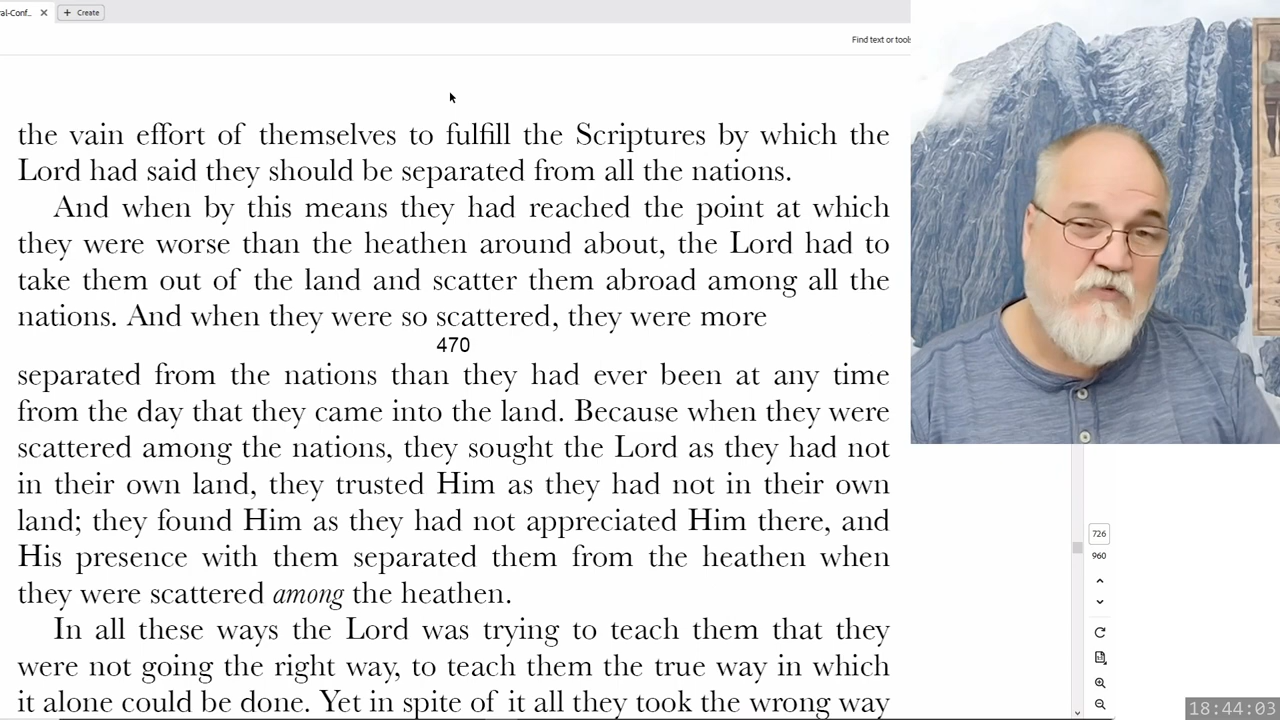 al-Conf...
Create
Find text or tools
the vain effort of themselves to fulfill the Scriptures by which the
Lord had said they should be separated from all the nations.
And when by this means they had reached the point at which
they were worse than the heathen around about, the Lord had to
take them out of the land and scatter them abroad among all the
nations. And when they were so scattered, they were more
470
separated from the nations than they had ever been at any time
from the day that they came into the land. Because when they were
scattered among the nations, they sought the Lord as they had not
in their own land, they trusted Him as they had not in their own
land; they found Him as they had not appreciated Him there, and
His presence with them separated them from the heathen when
they were scattered among the heathen.
In all these ways the Lord was trying to teach them that they
were not going the right way, to teach them the true way in which
it alone could be done. Yet in spite of it all they took the wrong way
726
960
18:44:03